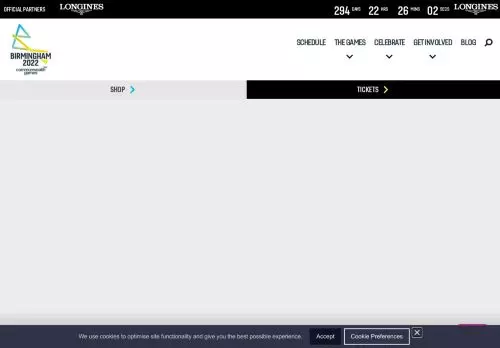 OFFICIAL PARTNERS LONGINES 294 DAYS 22 HRS 26 MINS 02 SECS LONGINES
BIRMINGHAM
2022
commonwealth
games
SCHEDULE THE GAMES CELEBRATE GET INVOLVED BLOG
SHOP TICKETS
We use cookies to optimise site functionality and give you the best possible experience. Accept Cookie Preferences